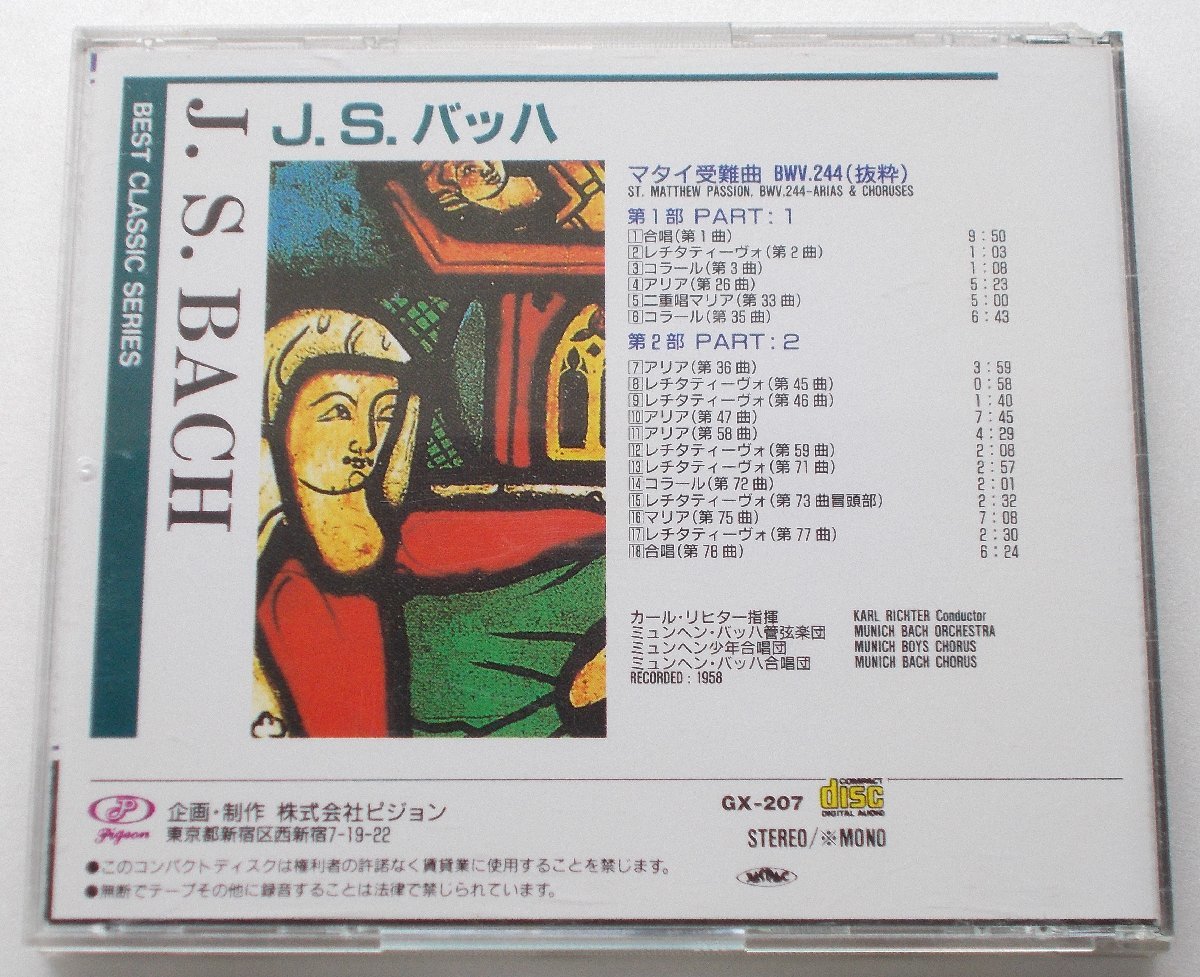 BEST CLASSIC SERIES
J. S. BACH
J. S. バッハ
マタイ受難曲 BWV.244(抜粋)
ST. MATTHEW PASSION. BWV.244-ARIAS & CHORUSES
第1部 PART: 1
1 合唱(第1曲) 9:50
2 レチタティーヴォ(第2曲) 1:03
3 コラール(第3曲) 1:08
4 アリア(第26曲) 5:23
5 二重唱マリア(第33曲) 5:00
6 コラール(第35曲) 6:43
第2部 PART: 2
7 アリア(第36曲) 3:59
8 レチタティーヴォ(第45曲) 0:58
9 レチタティーヴォ(第46曲) 1:40
10 アリア(第47曲) 7:45
11 アリア(第58曲) 4:29
12 レチタティーヴォ(第59曲) 2:08
13 レチタティーヴォ(第71曲) 2:57
14 コラール(第72曲) 2:01
15 レチタティーヴォ(第73曲冒頭部) 2:32
16 マリア(第75曲) 7:08
17 レチタティーヴォ(第77曲) 2:30
18 合唱(第78曲) 6:24
カール・リヒター指揮 KARL RICHTER Conductor
ミュンヘン・バッハ管弦楽団 MUNICH BACH ORCHESTRA
ミュンヘン少年合唱団 MUNICH BOYS CHORUS
ミュンヘン・バッハ合唱団 MUNICH BACH CHORUS
RECORDED : 1958
Pigeon
企画・制作 株式会社ピジョン
東京都新宿区西新宿7-19-22
GX-207
COMPACT disc DIGITAL AUDIO
STEREO/※MONO
●このコンパクトディスクは権利者の許諾なく賃貸業に使用することを禁じます。
●無断でテープその他に録音することは法律で禁じられています。